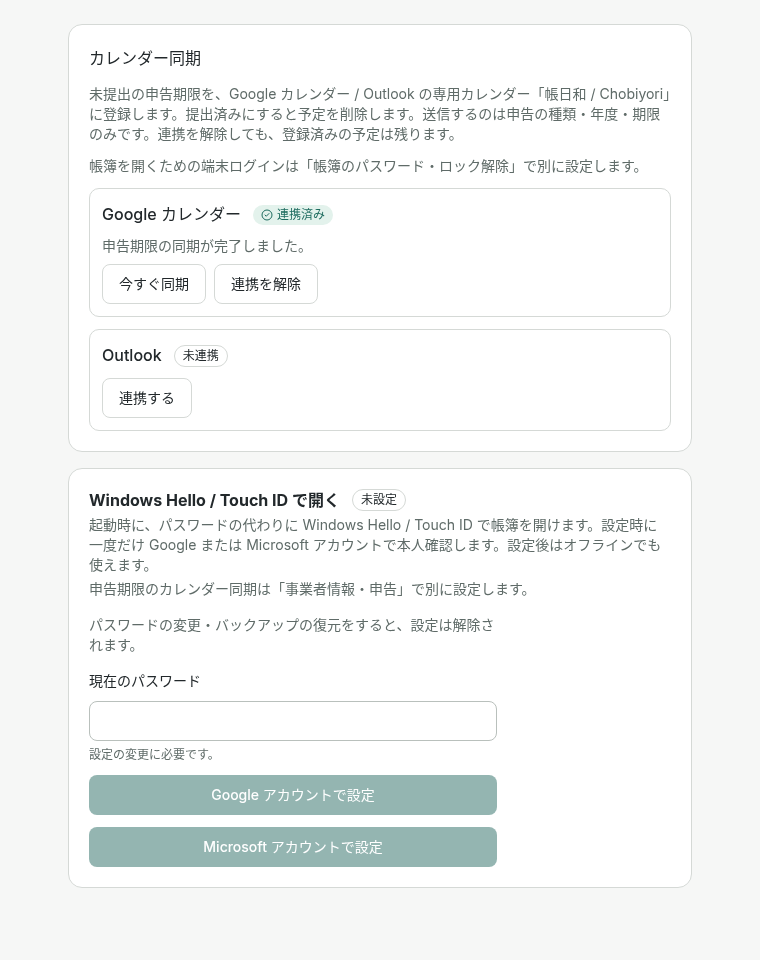 カレンダー同期
未提出の申告期限を、Google カレンダー / Outlook の専用カレンダー「帳日和 / Chobiyori」
に登録します。提出済みにすると予定を削除します。送信するのは申告の種類・年度・期限
のみです。連携を解除しても、登録済みの予定は残ります。
帳簿を開くための端末ログインは「帳簿のパスワード・ロック解除」で別に設定します。
Google カレンダー 連携済み
申告期限の同期が完了しました。
今すぐ同期 連携を解除
Outlook 未連携
連携する
Windows Hello / Touch ID で開く 未設定
起動時に、パスワードの代わりに Windows Hello / Touch ID で帳簿を開けます。設定時に
一度だけ Google または Microsoft アカウントで本人確認します。設定後はオフラインでも
使えます。
申告期限のカレンダー同期は「事業者情報・申告」で別に設定します。
パスワードの変更・バックアップの復元をすると、設定は解除さ
れます。
現在のパスワード
設定の変更に必要です。
Google アカウントで設定
Microsoft アカウントで設定